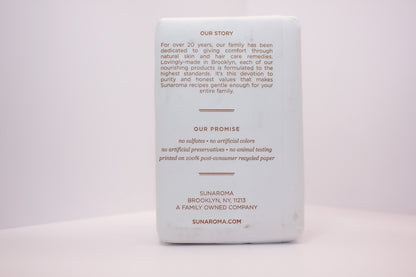 OUR STORY
For over 20 years, our family has been
dedicated to giving comfort through
natural skin and hair care remedies.
Lovingly-made in Brooklyn, each of our
nourishing products is formulated to the
highest standards. It's this devotion to
purity and honest values that makes
Sunaroma recipes gentle enough for your
entire family.
OUR PROMISE
no sulfates • no artificial colors
no artificial preservatives • no animal testing
printed on 100% post-consumer recycled paper
SUNAROMA
BROOKLYN, NY, 11213
A FAMILY OWNED COMPANY
SUNAROMA.COM